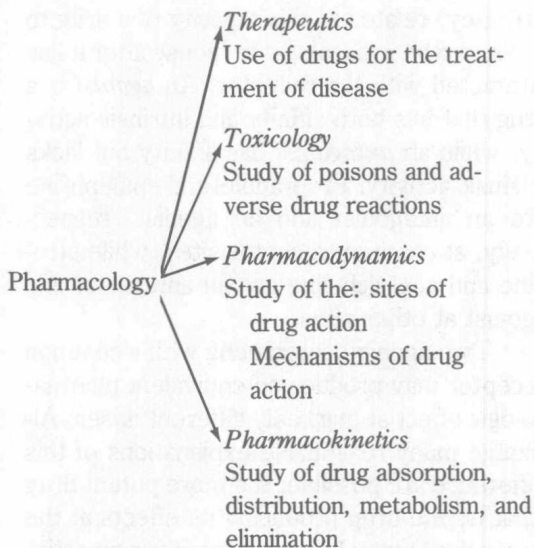 Therapeutics
Use of drugs for the treat-
ment of disease
Toxicology
Study of poisons and ad-
verse drug reactions
Pharmacology
Pharmacodynamics
Study of the sites of
drug action
Mechanisms of drug
action
Pharmacokinetics
Study of drug absorption,
distribution, metabolism, and
elimination